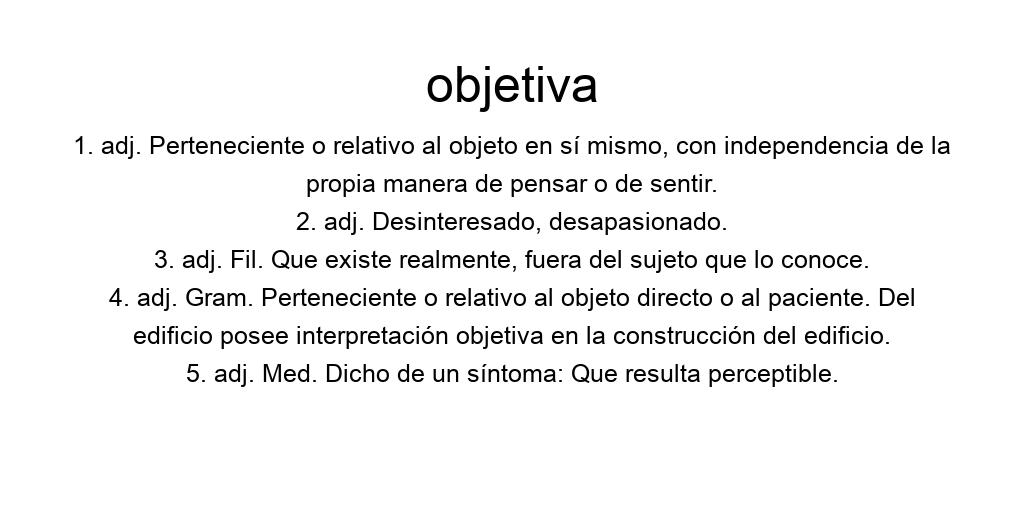 objetiva
1. adj. Perteneciente o relativo al objeto en sí mismo, con independencia de la
propia manera de pensar o de sentir.
2. adj. Desinteresado, desapasionado.
3. adj. Fil. Que existe realmente, fuera del sujeto que lo conoce.
4. adj. Gram. Perteneciente o relativo al objeto directo o al paciente. Del
edificio posee interpretación objetiva en la construcción del edificio.
5. adj. Med. Dicho de un síntoma: Que resulta perceptible.